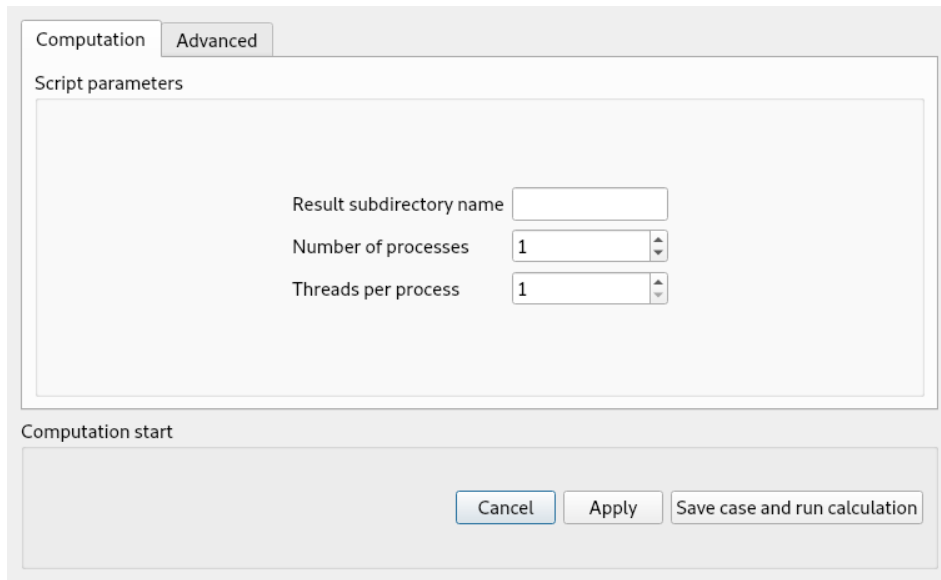 Computation Advanced
Script parameters
Result subdirectory name
Number of processes 1
Threads per process 1
Computation start
Cancel Apply Save case and run calculation